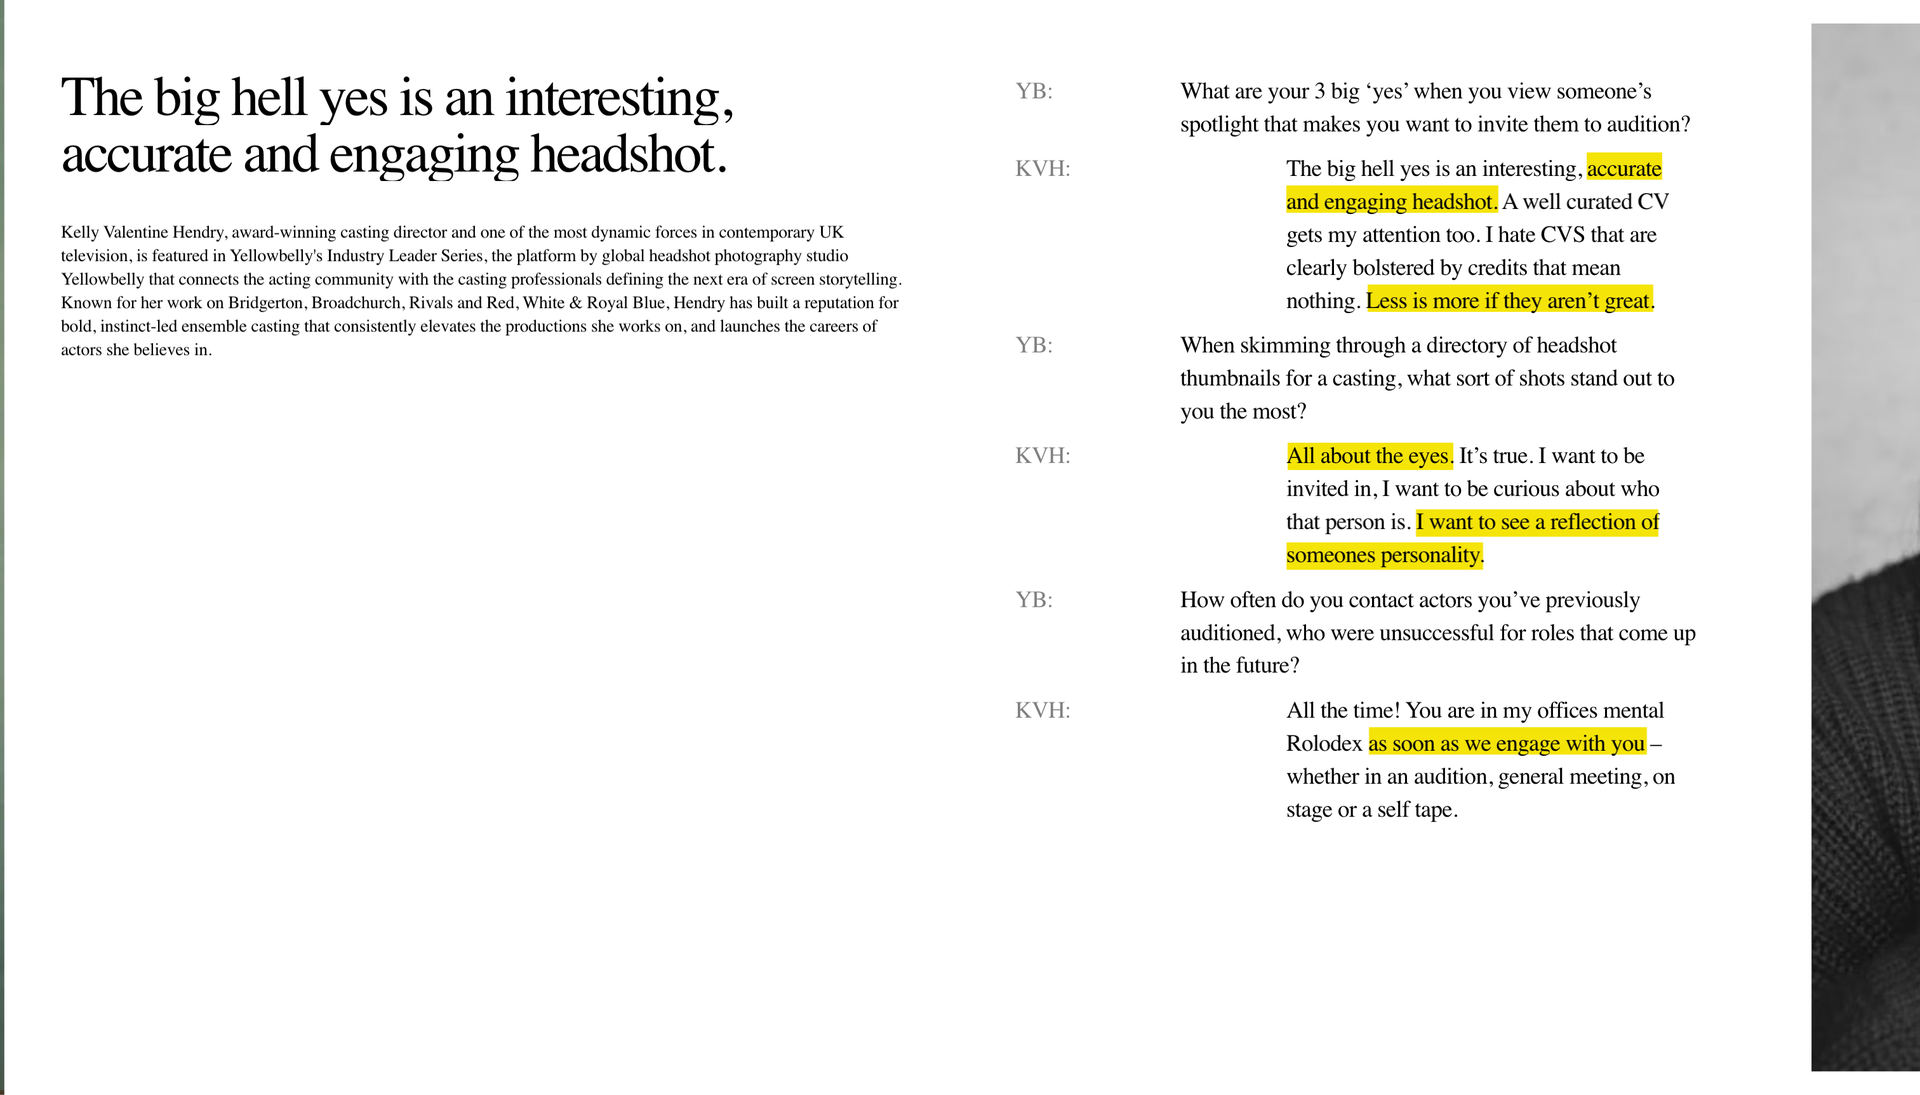 The big hell yes is an interesting,
accurate and engaging headshot.
Kelly Valentine Hendry, award-winning casting director and one of the most dynamic forces in contemporary UK
television, is featured in Yellowbelly's Industry Leader Series, the platform by global headshot photography studio
Yellowbelly that connects the acting community with the casting professionals defining the next era of screen storytelling.
Known for her work on Bridgerton, Broadchurch, Rivals and Red, White & Royal Blue, Hendry has built a reputation for
bold, instinct-led ensemble casting that consistently elevates the productions she works on, and launches the careers of
actors she believes in.
YB:
What are your 3 big ‘yes’ when you view someone’s
spotlight that makes you want to invite them to audition?
KVH:
The big hell yes is an interesting, accurate
and engaging headshot. A well curated CV
gets my attention too. I hate CVS that are
clearly bolstered by credits that mean
nothing. Less is more if they aren’t great.
YB:
When skimming through a directory of headshot
thumbnails for a casting, what sort of shots stand out to
you the most?
KVH:
All about the eyes. It’s true. I want to be
invited in, I want to be curious about who
that person is. I want to see a reflection of
someones personality.
YB:
How often do you contact actors you’ve previously
auditioned, who were unsuccessful for roles that come up
in the future?
KVH:
All the time! You are in my offices mental
Rolodex as soon as we engage with you –
whether in an audition, general meeting, on
stage or a self tape.